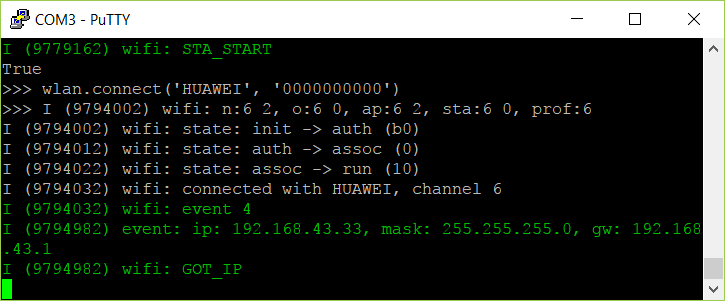 COM3 - PuTTY
I (9779162) wifi: STA_START
True
>>> wlan.connect('HUAWEI', '0000000000')
>>> I (9794002) wifi: n:6 2, o:6 0, ap:6 2, sta:6 0, prof:6
I (9794002) wifi: state: init -> auth (b0)
I (9794012) wifi: state: auth -> assoc (0)
I (9794022) wifi: state: assoc -> run (10)
I (9794032) wifi: connected with HUAWEI, channel 6
I (9794032) wifi: event 4
I (9794982) event: ip: 192.168.43.33, mask: 255.255.255.0, gw: 192.168
.43.1
I (9794982) wifi: GOT_IP